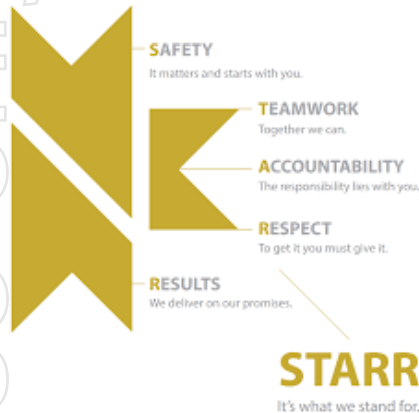 SAFETY
It matters and starts with you.
TEAMWORK
Together we can.
ACCOUNTABILITY
The responsibility lies with you.
RESPECT
To get it you must give it.
RESULTS
We deliver on our promises.
STARR
It's what we stand for.